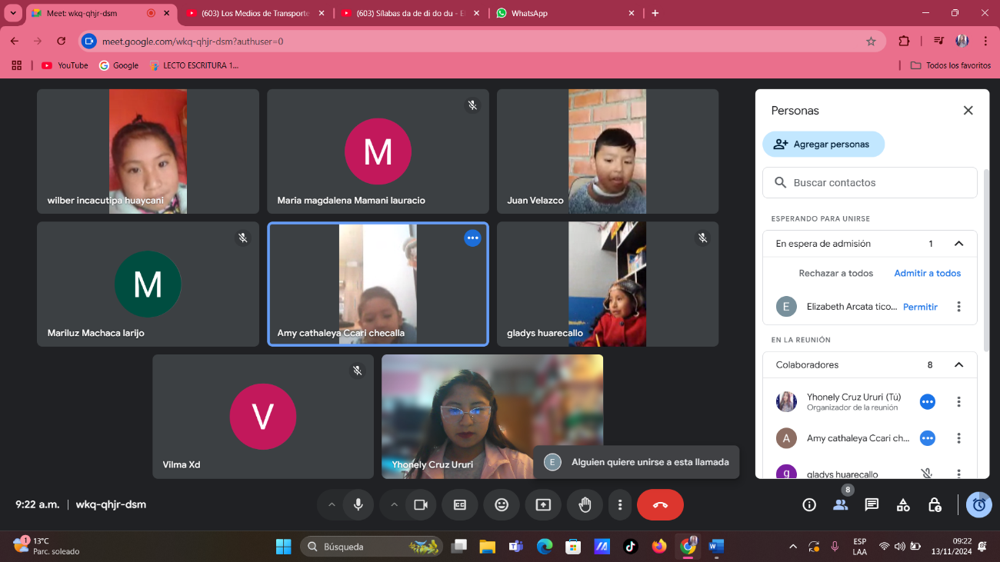 Meet: wkq-qhjr-dsm
(603) Los Medios de Transporte
(603) Sílabas da de di do du - E
WhatsApp
meet.google.com/wkq-qhjr-dsm?authuser=0
YouTube
Google
LECTO ESCRITURA 1...
Todos los favoritos
wilber incacutipa huaycani
M
Maria magdalena Mamani lauracio
Juan Velazco
M
Mariluz Machaca larijo
Amy cathaleya Ccari checalla
gladys huarecallo
V
Vilma Xd
Yhonely Cruz Ururi
E
Alguien quiere unirse a esta llamada
Personas
Agregar personas
Buscar contactos
ESPERANDO PARA UNIRSE
En espera de admisión 1
Rechazar a todos Admitir a todos
E Elizabeth Arcata tico... Permitir
EN LA REUNIÓN
Colaboradores 8
Yhonely Cruz Ururi (Tú)
Organizador de la reunión
A Amy cathaleya Ccari ch...
g gladys huarecallo
9:22 a.m. | wkq-qhjr-dsm
8
1
13°C
Parc. soleado
Búsqueda
ESP
LAA
09:22
13/11/2024